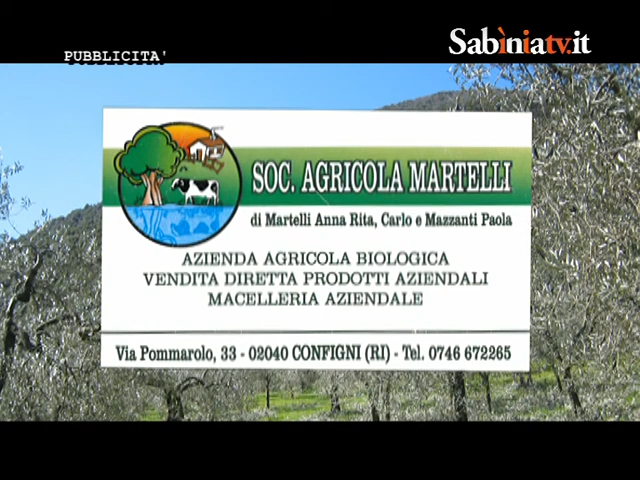 Sabìniatv.it
PUBBLICITA'
SOC. AGRICOLA MARTELLI
di Martelli Anna Rita, Carlo e Mazzanti Paola
AZIENDA AGRICOLA BIOLOGICA
VENDITA DIRETTA PRODOTTI AZIENDALI
MACELLERIA AZIENDALE
Via Pommarolo, 33 - 02040 CONFIGNI (RI) - Tel. 0746 672265